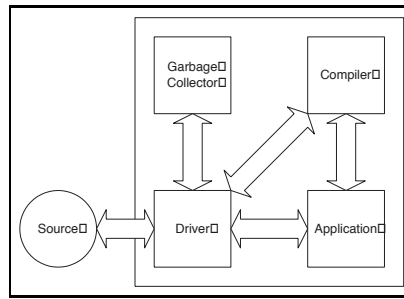 Garbage□
Collector□
Compiler□
Source□
Driver□
Application□